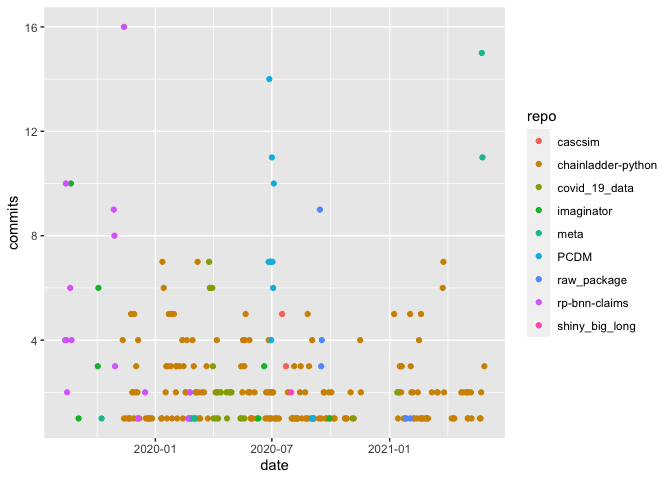 16
12
8
4
commits
2020-01
2020-07
2021-01
date
repo
cascsim
chainladder-python
covid_19_data
imaginator
meta
PCDM
raw_package
rp-bnn-claims
shiny_big_long